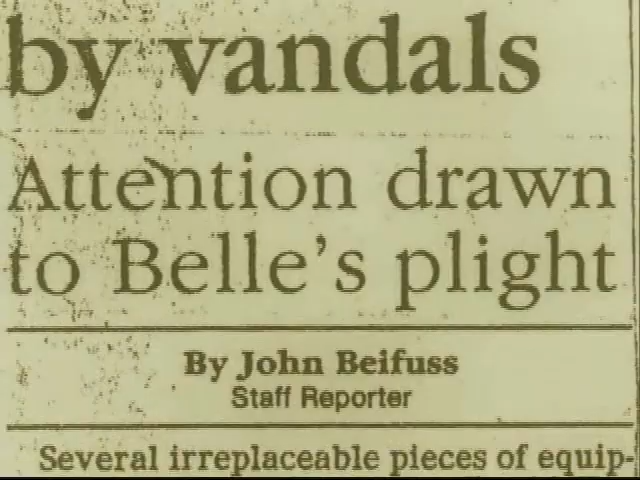 by vandals
Attention drawn
to Belle's plight
By John Beifuss
Staff Reporter
Several irreplaceable pieces of equip-